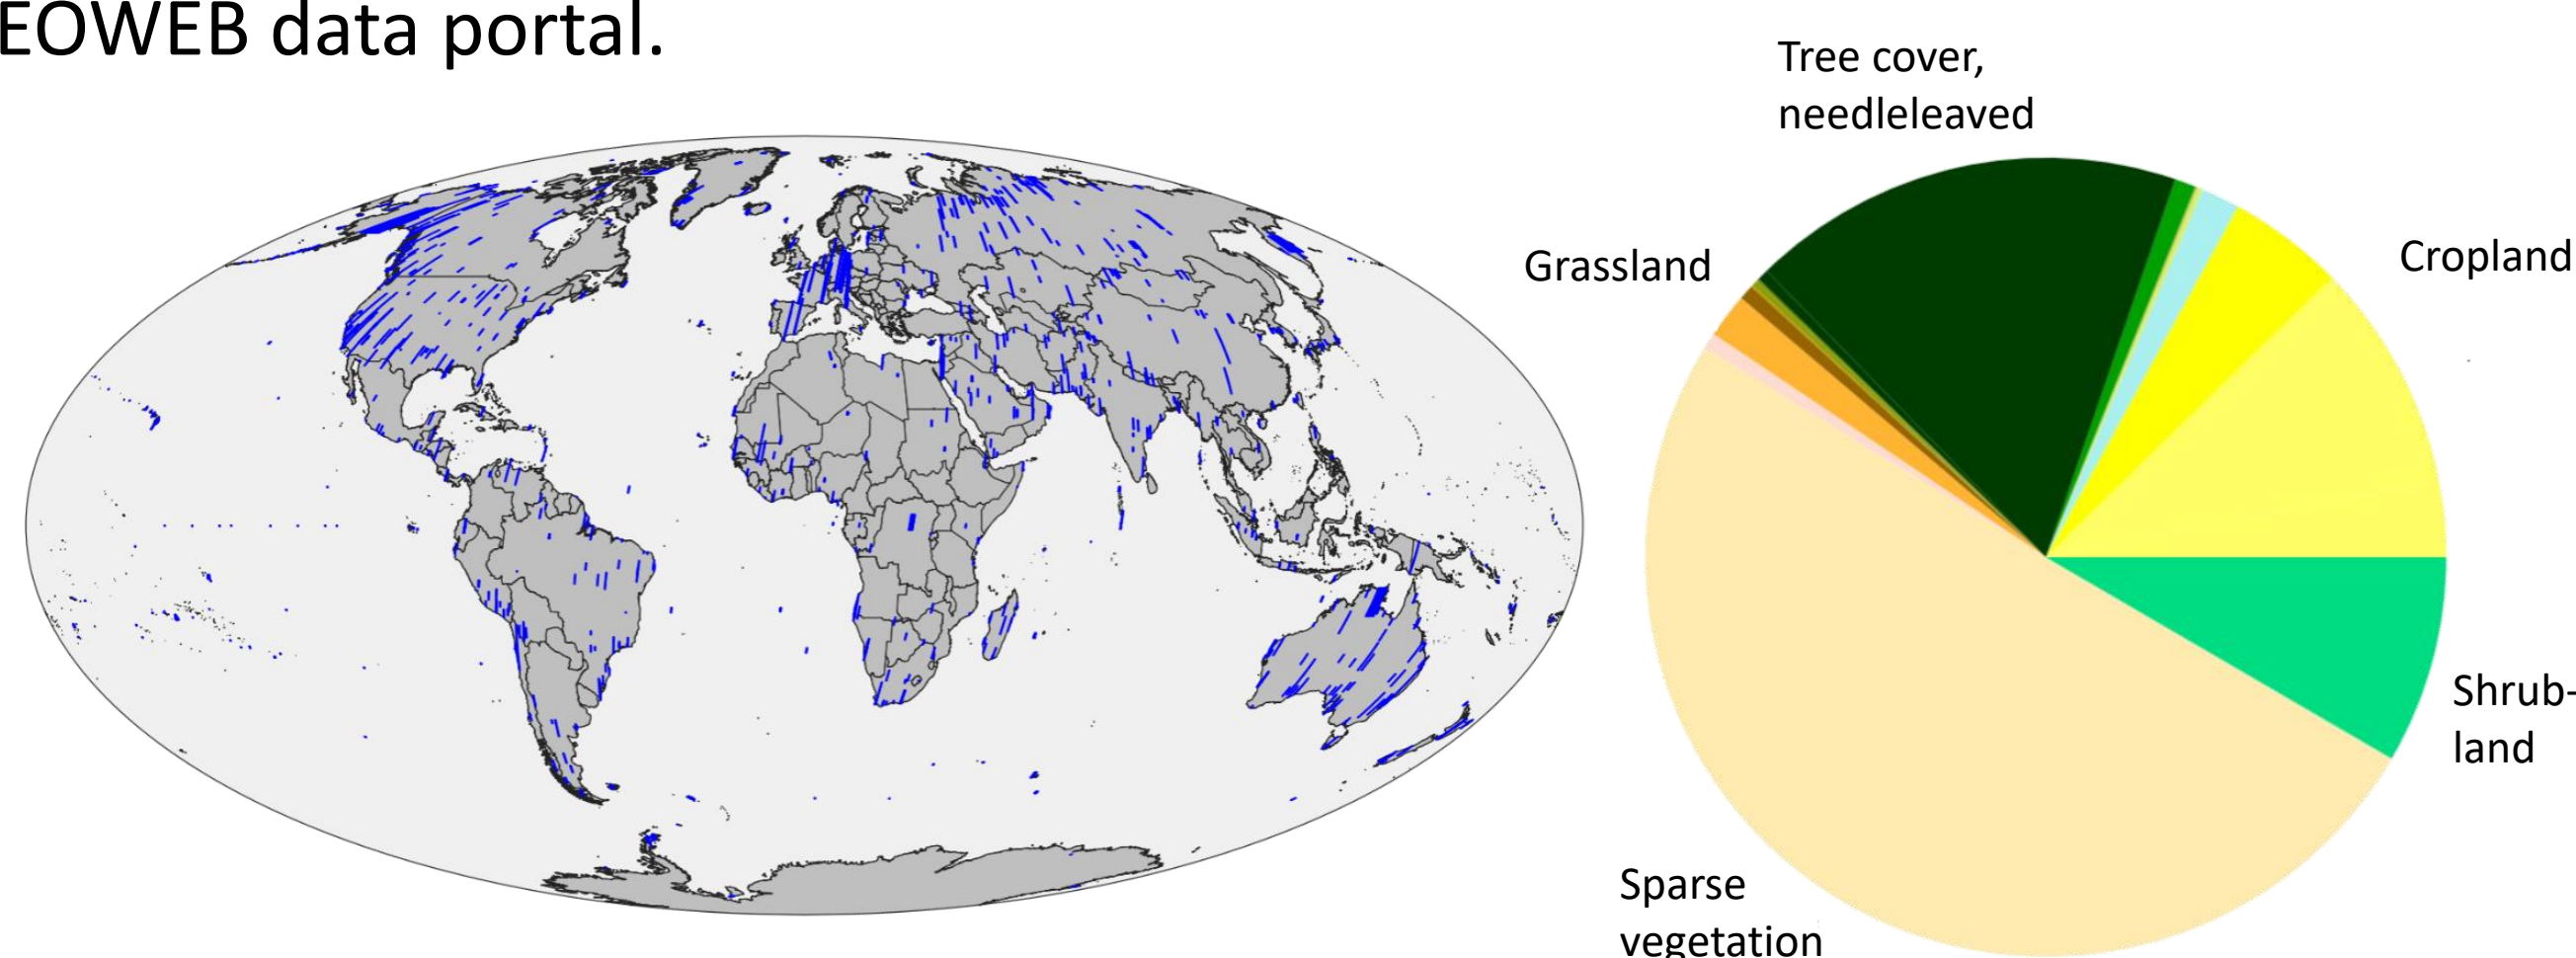 EOWEB data portal.
Tree cover,
needleleaved
Grassland
Cropland
Shrub-
land
Sparse
vegetation